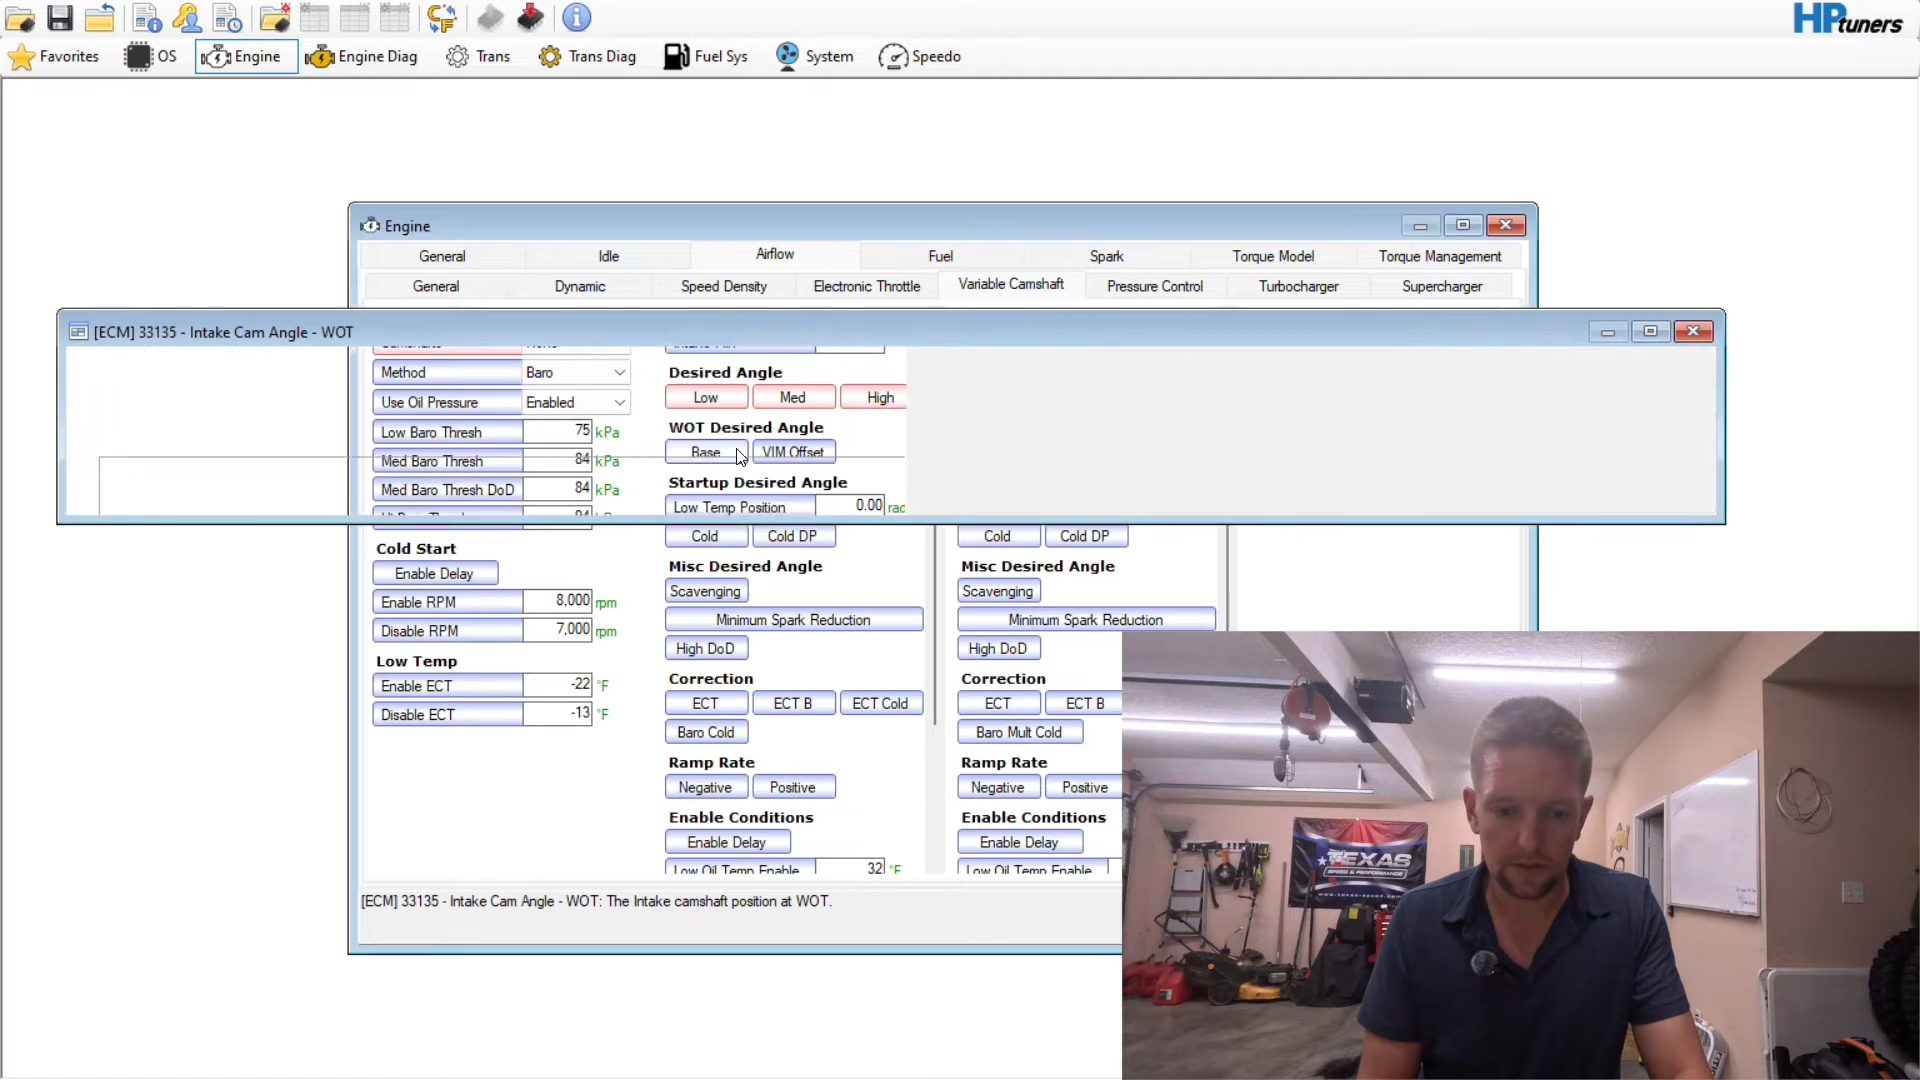 HPtuners
Favorites OS Engine Engine Diag Trans Trans Diag Fuel Sys System Speedo
Engine
General Idle Airflow Fuel Spark Torque Model Torque Management
General Dynamic Speed Density Electronic Throttle Variable Camshaft Pressure Control Turbocharger Supercharger
[ECM] 33135 - Intake Cam Angle - WOT
Method Baro
Use Oil Pressure Enabled
Low Baro Thresh 75 kPa
Med Baro Thresh 84 kPa
Med Baro Thresh DoD 84 kPa
Cold Start
Enable Delay
Enable RPM 8,000 rpm
Disable RPM 7,000 rpm
Low Temp
Enable ECT -22 °F
Disable ECT -13 °F
Desired Angle
Low Med High
WOT Desired Angle
Base VIM Offset
Startup Desired Angle
Low Temp Position 0.00 rad
Cold Cold DP
Misc Desired Angle
Scavenging
Minimum Spark Reduction
High DoD
Correction
ECT ECT B ECT Cold
Baro Cold
Ramp Rate
Negative Positive
Enable Conditions
Enable Delay
Low Oil Temp Enable 32 °F
Cold Cold DP
Misc Desired Angle
Scavenging
Minimum Spark Reduction
High DoD
Correction
ECT ECT B
Baro Mult Cold
Ramp Rate
Negative Positive
Enable Conditions
Enable Delay
Low Oil Temp Enable
[ECM] 33135 - Intake Cam Angle - WOT: The Intake camshaft position at WOT.
TEXAS
SPEED & PERFORMANCE
www.texas-speed.com